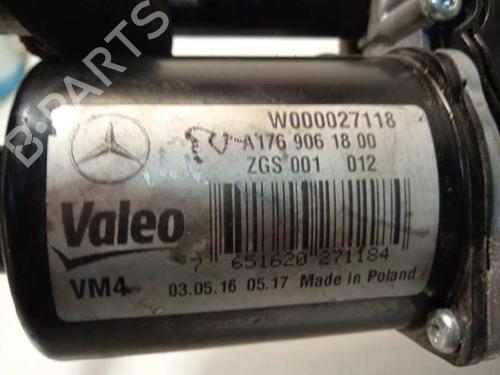 W000027118
A176 906 18 00
ZGS 001 012
Valeo
7 651620 271184
VM4 03.05.16 05.17 Made in Poland
B-PARTS